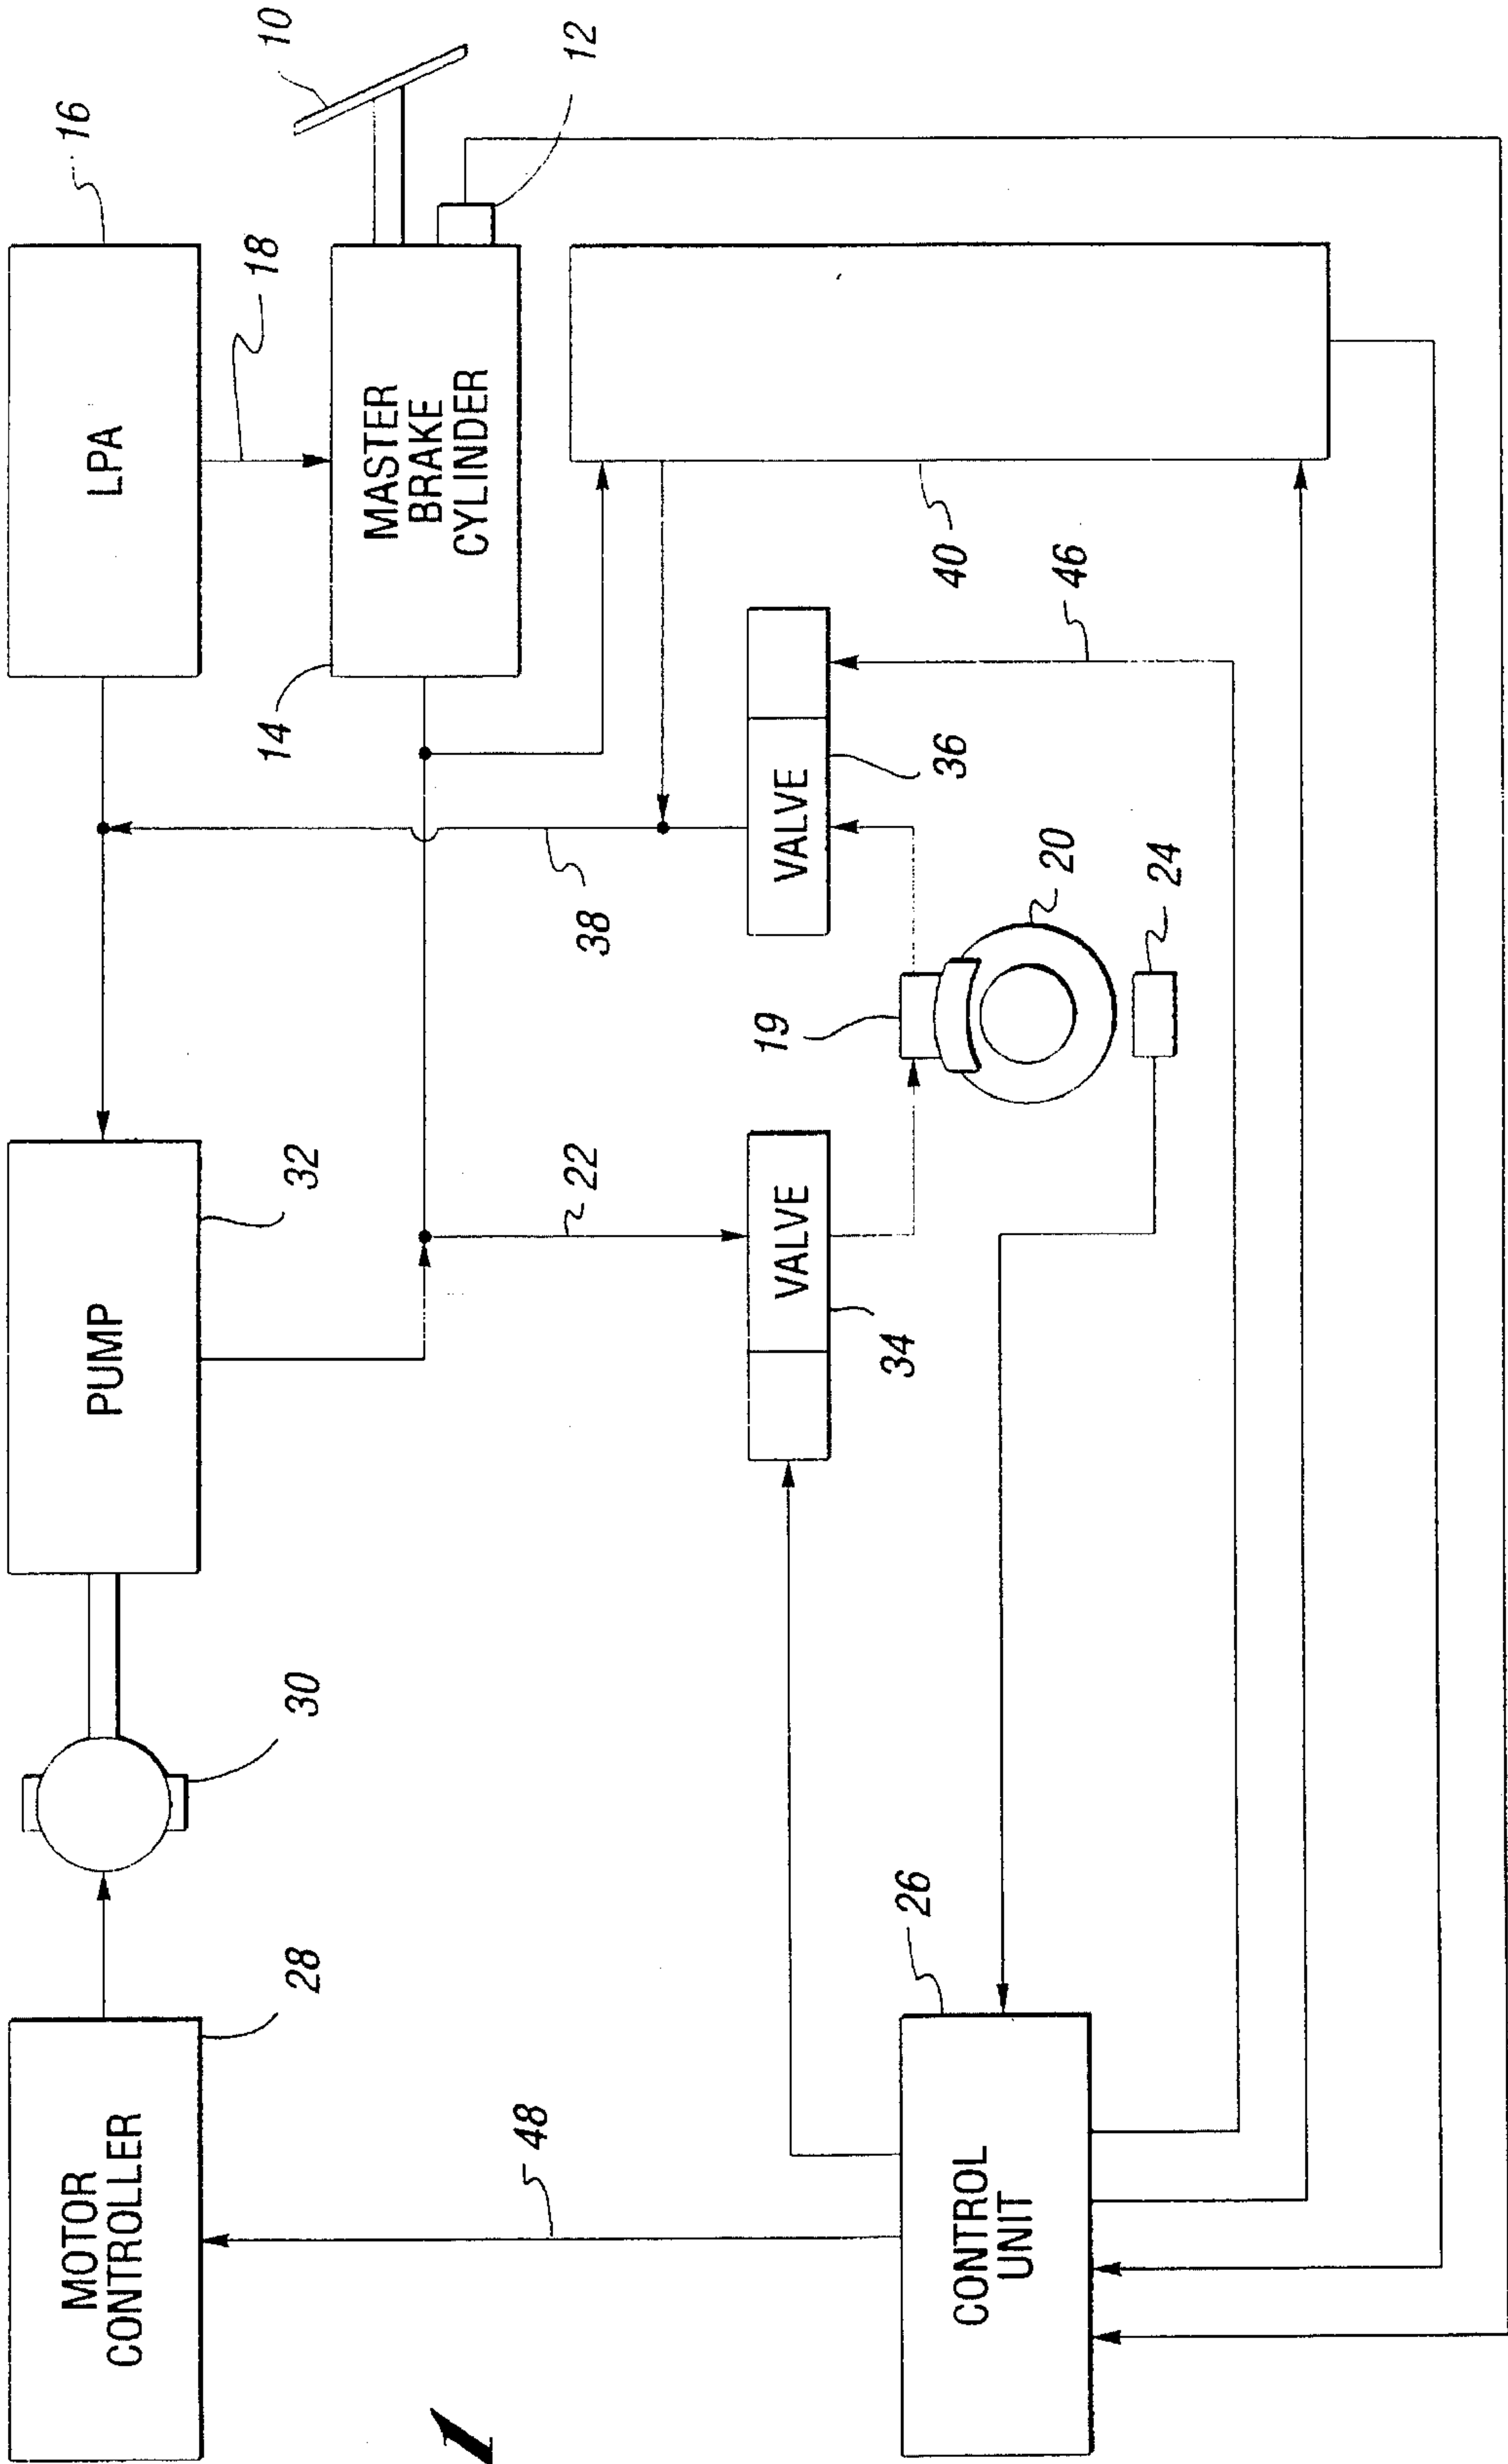 MOTOR
CONTROLLER
PUMP
LPA
16
28
30
32
18
10
14
MASTER
BRAKE
CYLINDER
12
1
48
22
38
VALVE
VALVE
34
19
36
40
26
20
46
24
CONTROL
UNIT